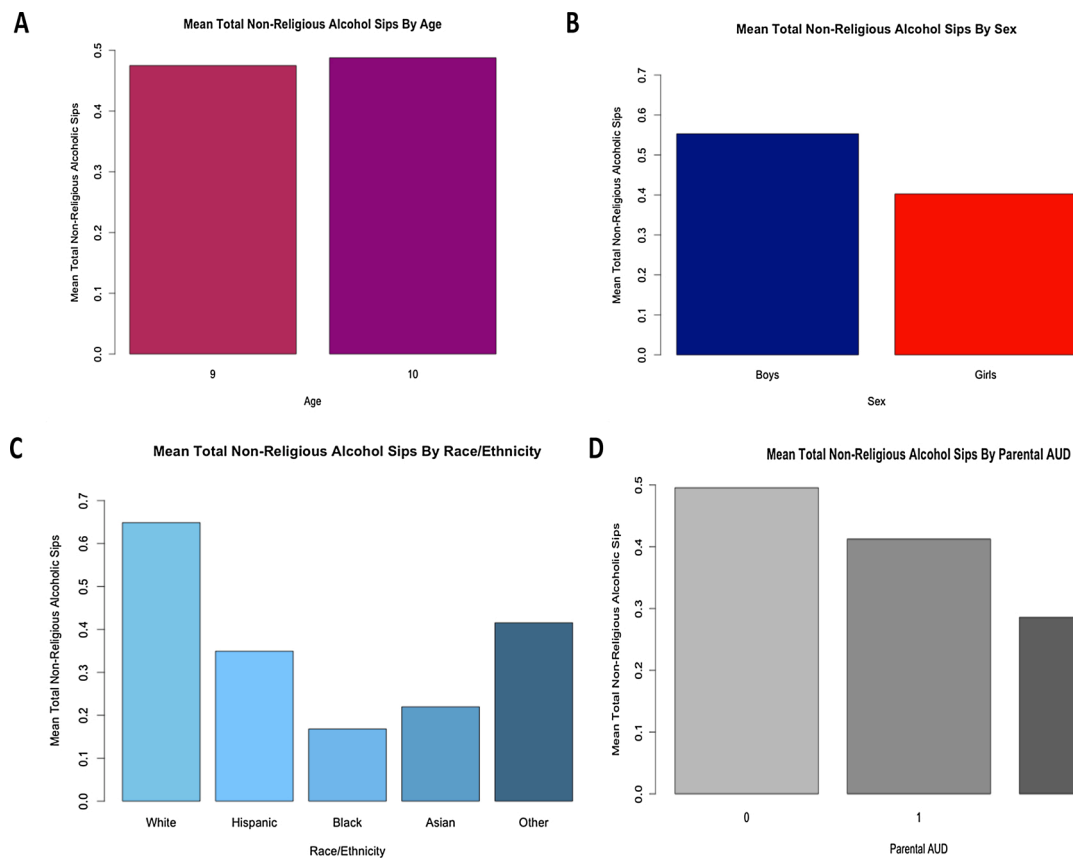 A
Mean Total Non-Religious Alcohol Sips By Age
Mean Total Non-Religious Alcoholic Sips
0.5
0.4
0.3
0.2
0.1
0.0
9
10
Age
B
Mean Total Non-Religious Alcohol Sips By Sex
Mean Total Non-Religious Alcoholic Sips
0.7
0.6
0.5
0.4
0.3
0.2
0.1
0.0
Boys
Girls
Sex
C
Mean Total Non-Religious Alcohol Sips By Race/Ethnicity
Mean Total Non-Religious Alcoholic Sips
0.7
0.6
0.5
0.4
0.3
0.2
0.1
0.0
White
Hispanic
Black
Asian
Other
Race/Ethnicity
D
Mean Total Non-Religious Alcohol Sips By Parental AUD
Mean Total Non-Religious Alcoholic Sips
0.5
0.4
0.3
0.2
0.1
0.0
0
1
Parental AUD